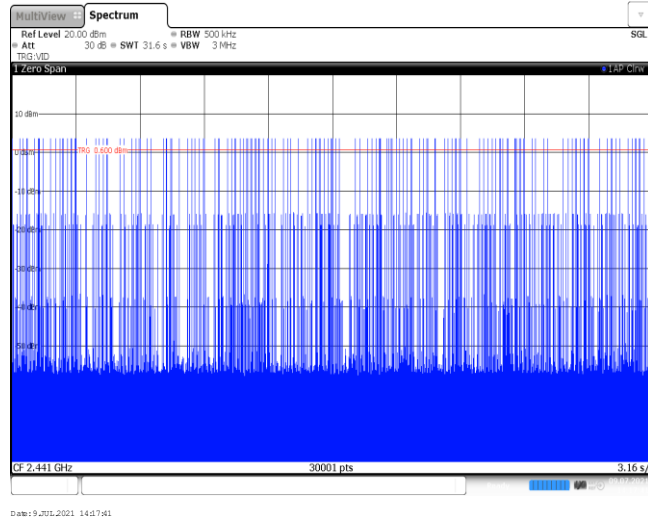 MultiView Spectrum
Ref Level 20.00 dBm RBW 500 kHz SGL
Att 30 dB SWT 31.6 s VBW 3 MHz
TRG:VID
1 Zero Span 1AP Clrw
10 dBm
0 dBm
TRG 0.600 dBm
-10 dBm
-20 dBm
-30 dBm
-40 dBm
-50 dBm
CF 2.441 GHz 30001 pts 3.16 s/
Date: 9.JUL.2021 14:17:41